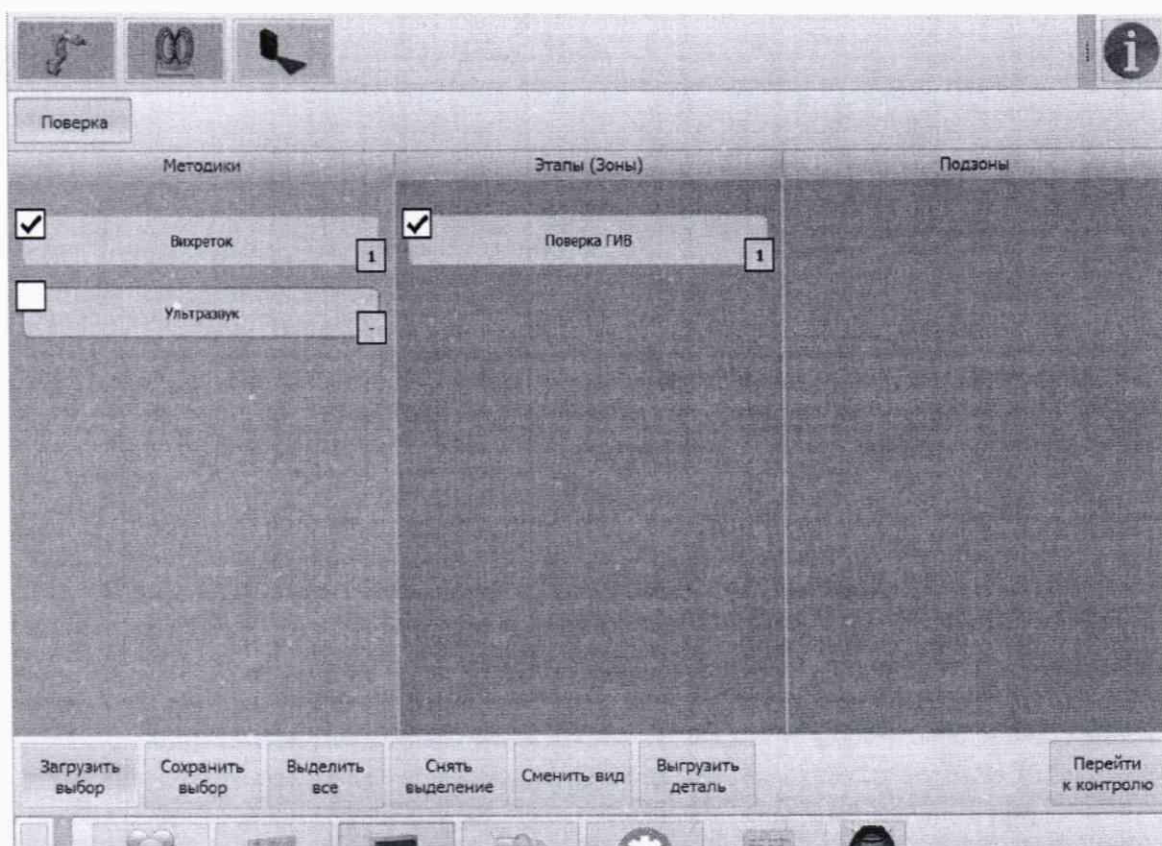 Поверка
Методики
Этапы (Зоны)
Подзоны
Вихреток
1
Поверка ГИВ
1
Ультразвук
-
Загрузить
выбор
Сохранить
выбор
Выделить
все
Снять
выделение
Сменить вид
Выгрузить
деталь
Перейти
к контролю